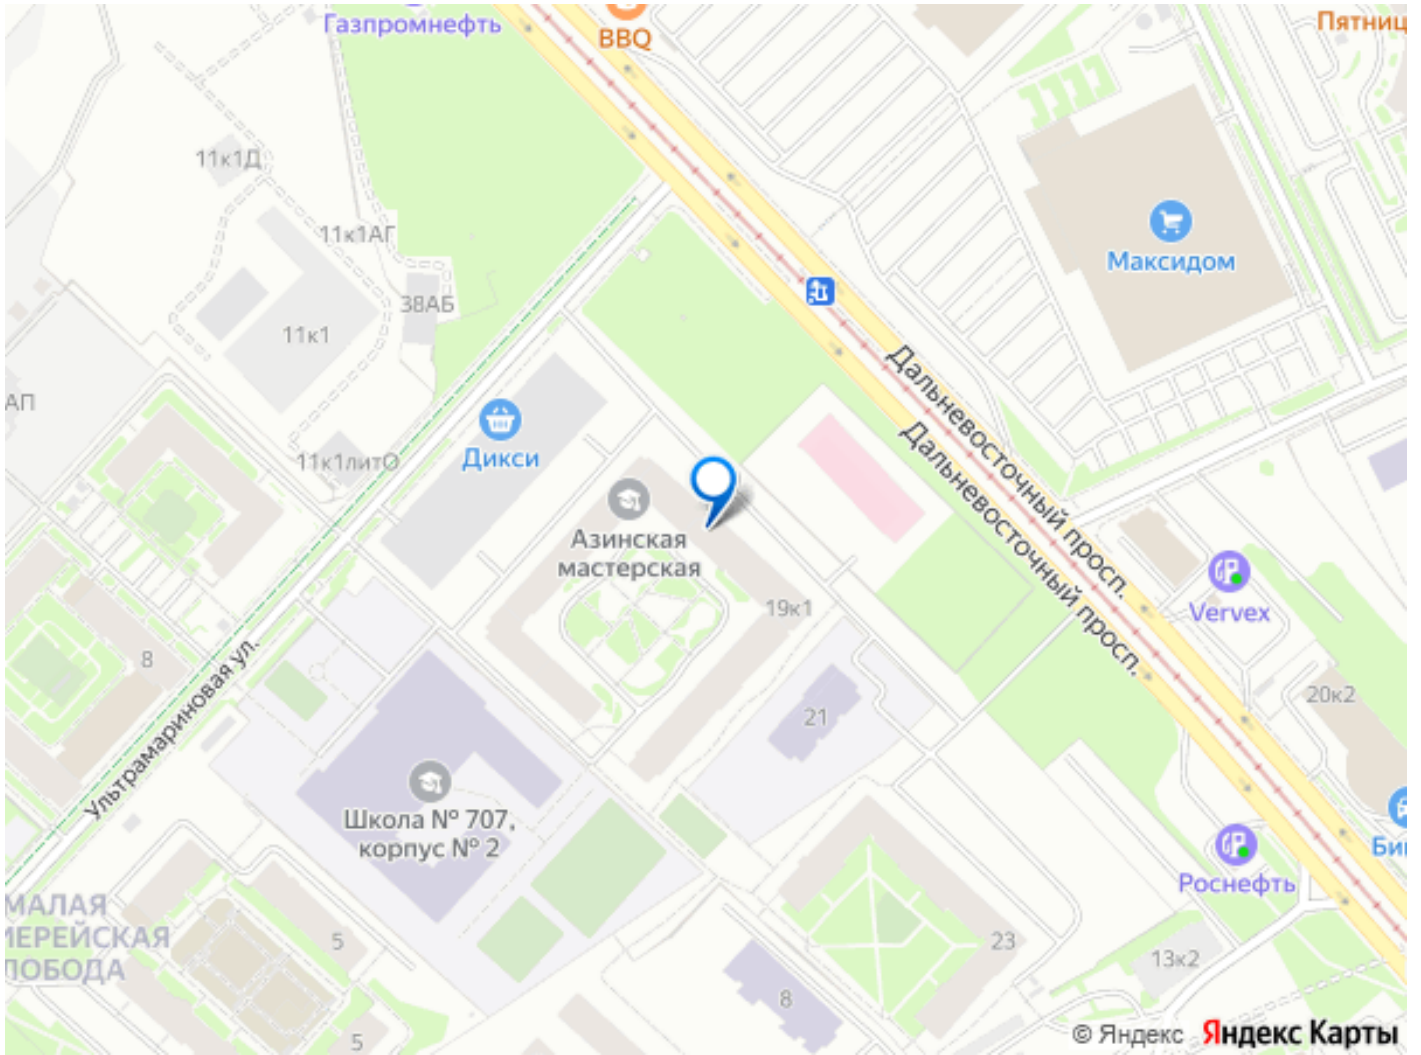 Газпромнефть
BBQ
Пятниц
11к1Д
11к1АГ
Максидом
38АБ
11к1
АП
Дикси
11к1литО
Дальневосточный просп.
Дальневосточный просп.
Азинская
мастерская
19к1
Vervex
8
Ультрамариновая ул.
20к2
21
Школа № 707,
корпус № 2
Роснефть
МАЛАЯ
ИЕРЕЙСКАЯ
ЛОБОДА
5
23
13к2
8
5
© Яндекс Яндекс Карты